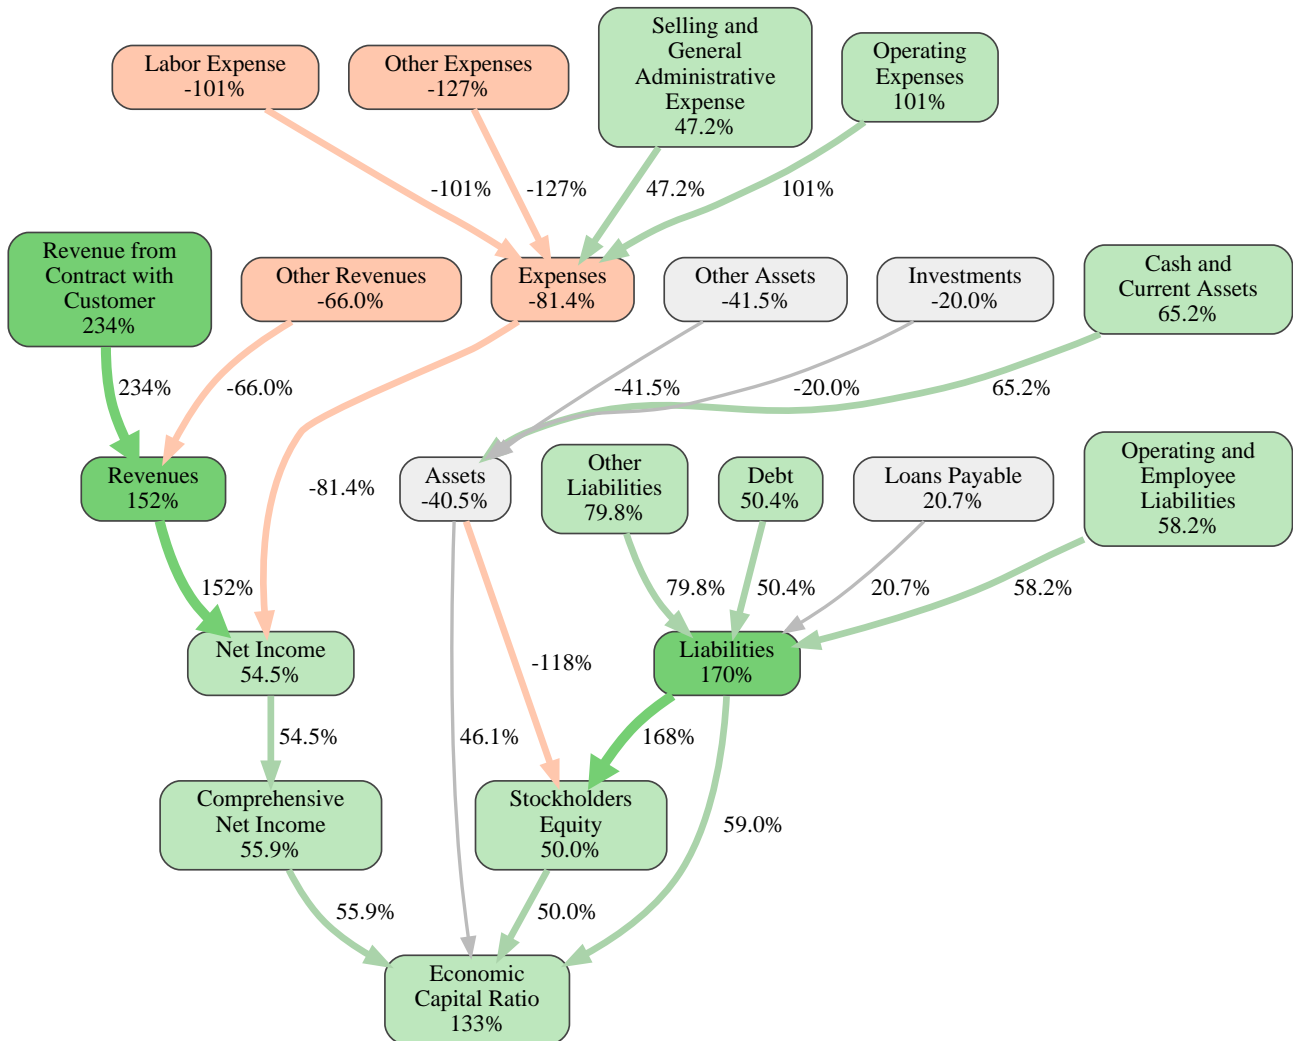 Labor Expense
-101%
Other Expenses
-127%
Selling and
General
Administrative
Expense
47.2%
Operating
Expenses
101%
-101%
-127%
47.2%
101%
Revenue from
Contract with
Customer
234%
Other Revenues
-66.0%
Expenses
-81.4%
Other Assets
-41.5%
Investments
-20.0%
Cash and
Current Assets
65.2%
234%
-66.0%
-41.5%
-20.0%
65.2%
Revenues
152%
-81.4%
Assets
-40.5%
Other
Liabilities
79.8%
Debt
50.4%
Loans Payable
20.7%
Operating and
Employee
Liabilities
58.2%
152%
79.8%
50.4%
20.7%
58.2%
Net Income
54.5%
-118%
Liabilities
170%
54.5%
46.1%
168%
Comprehensive
Net Income
55.9%
Stockholders
Equity
50.0%
59.0%
55.9%
50.0%
Economic
Capital Ratio
133%